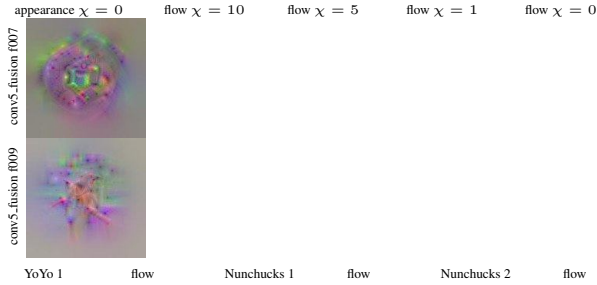 appearance χ = 0 flow χ = 10 flow χ = 5 flow χ = 1 flow χ = 0
conv5_fusion f007
conv5_fusion f009
YoYo 1 flow Nunchucks 1 flow Nunchucks 2 flow